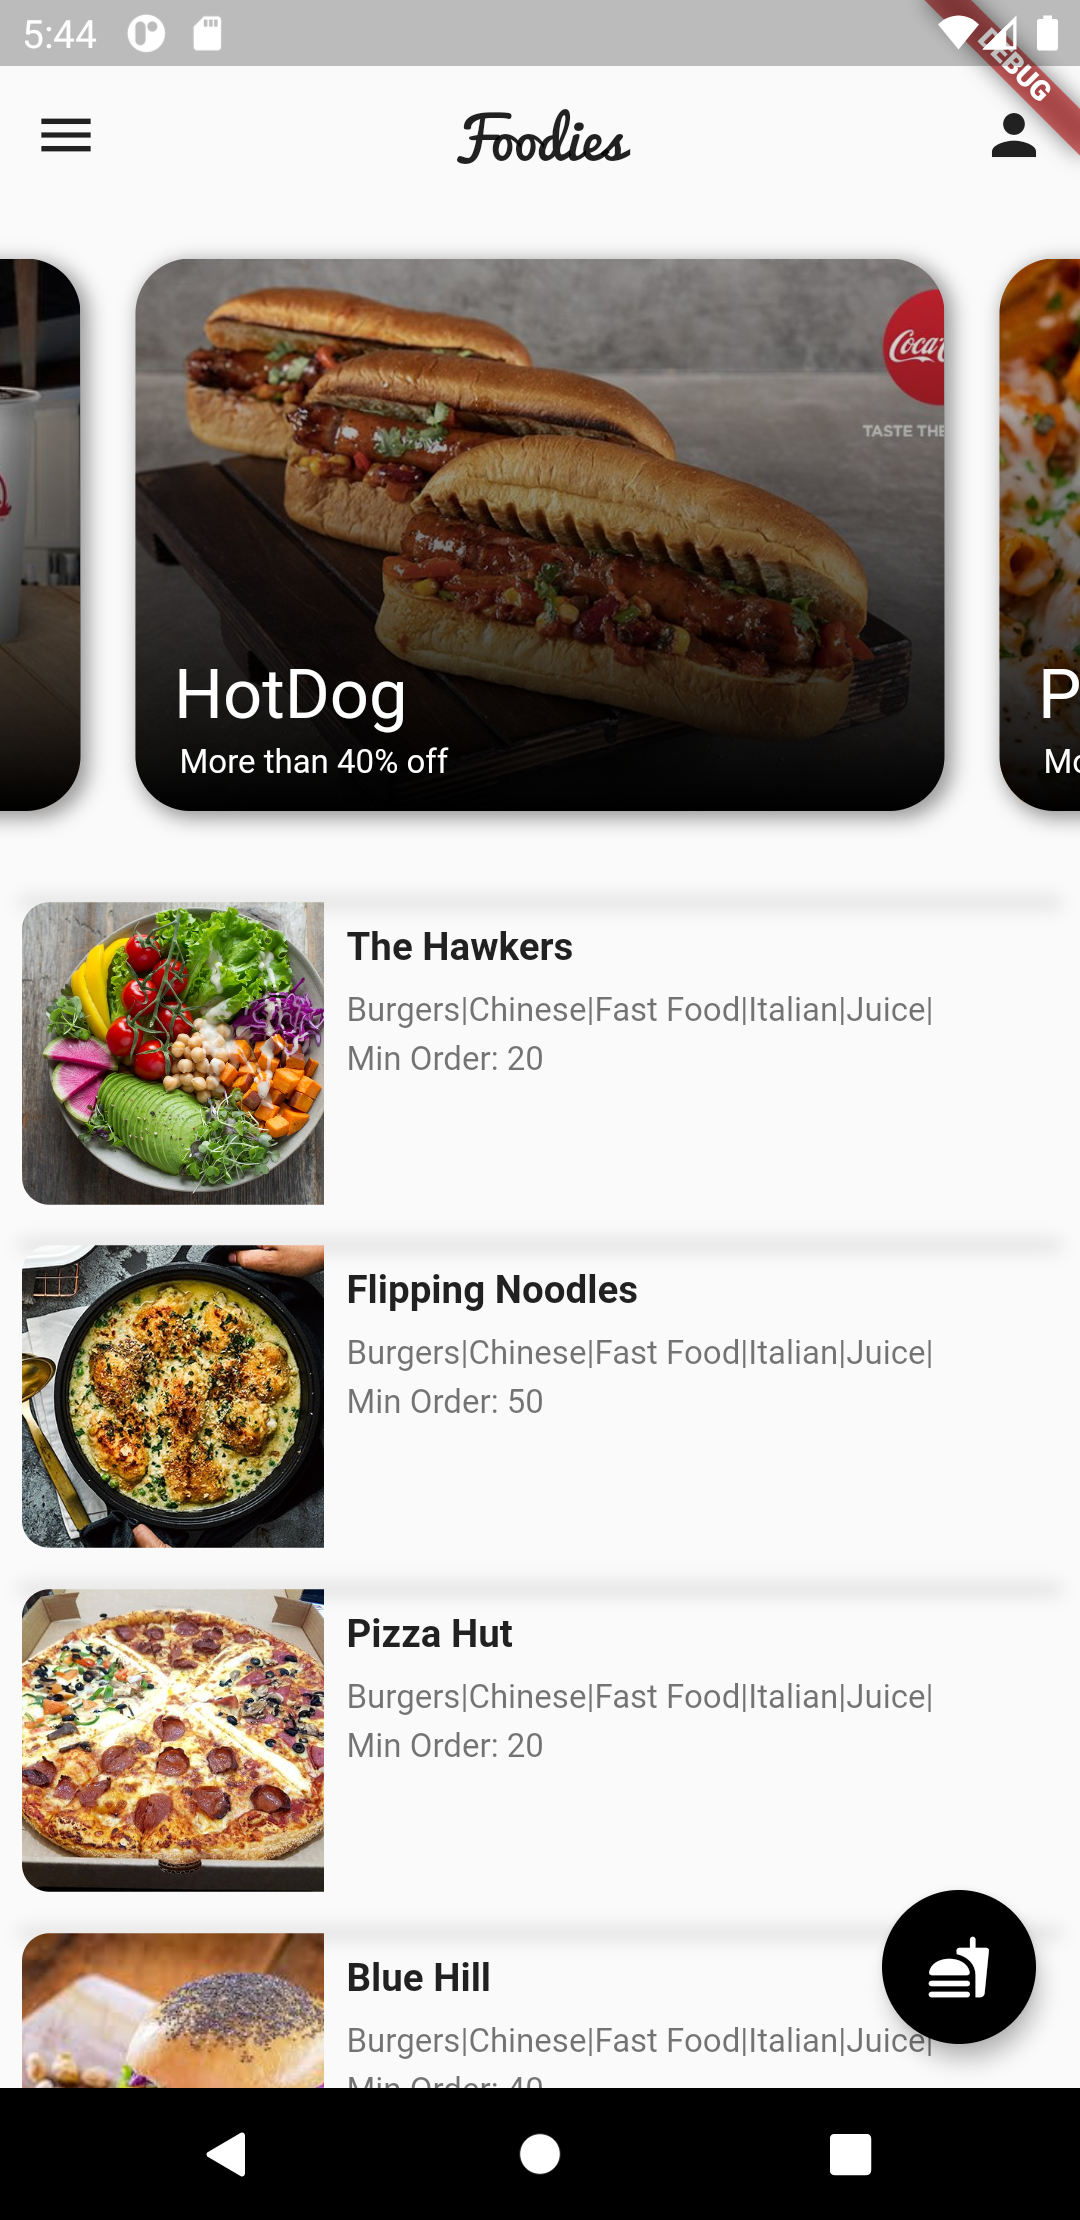 5:44
DEBUG
Foodies
Coca
TASTE THE
HotDog
More than 40% off
P
Mo
The Hawkers
Burgers|Chinese|Fast Food|Italian|Juice|
Min Order: 20
Flipping Noodles
Burgers|Chinese|Fast Food|Italian|Juice|
Min Order: 50
Pizza Hut
Burgers|Chinese|Fast Food|Italian|Juice|
Min Order: 20
Blue Hill
Burgers|Chinese|Fast Food|Italian|Juice|
Min Order: 40